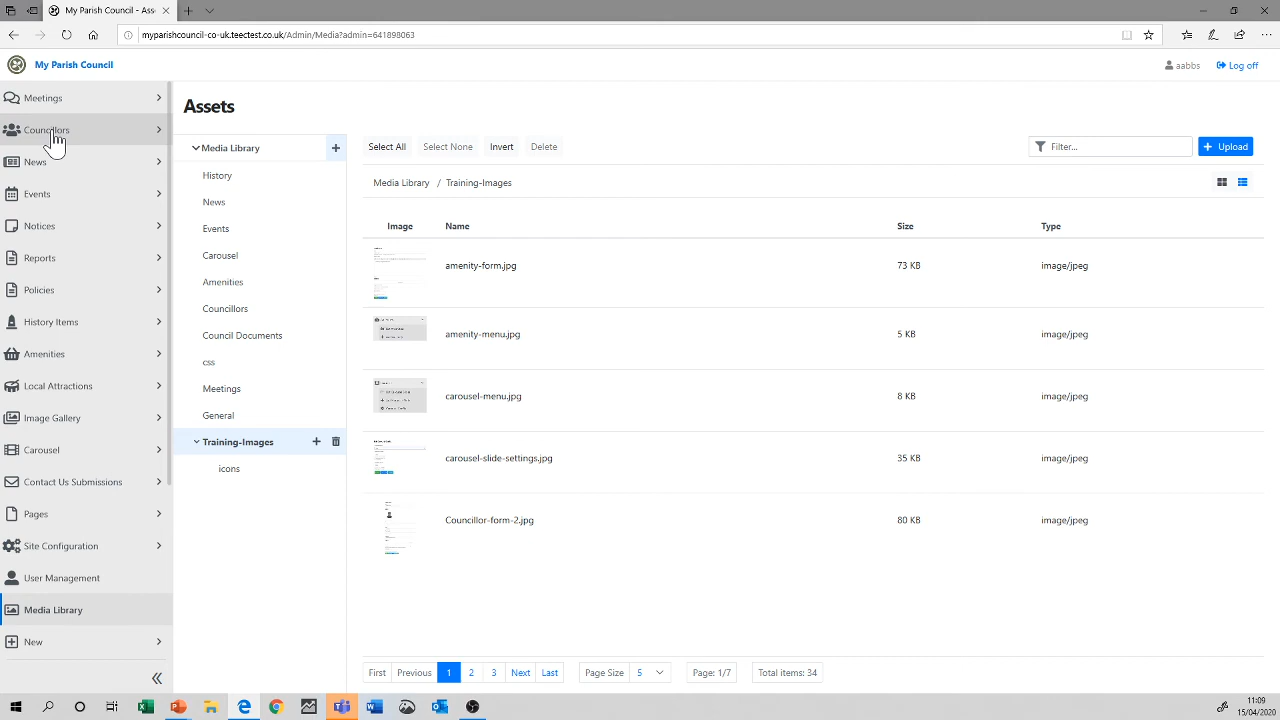 My Parish Council - Ass
myparishcouncil-co-uk.teectest.co.uk/Admin/Media?admin=641898063
My Parish Council
aabbs
Log off
Meetings
Councillors
News
Events
Notices
Reports
Policies
History Items
Amenities
Local Attractions
Image Gallery
Carousel
Contact Us Submissions
Pages
Site Configuration
User Management
Media Library
New
Assets
Media Library
History
News
Events
Carousel
Amenities
Councillors
Council Documents
css
Meetings
General
Training-Images
icons
Select All Select None Invert Delete
Filter...
Upload
Media Library / Training-Images
Image Name Size Type
amenity-form.jpg 73 KB image/jpeg
amenity-menu.jpg 5 KB image/jpeg
carousel-menu.jpg 8 KB image/jpeg
carousel-slide-settings.jpg 35 KB image/jpeg
Councillor-form-2.jpg 80 KB image/jpeg
First Previous 1 2 3 Next Last Page Size 5 Page: 1/7 Total items: 34
11:09
15/04/2020